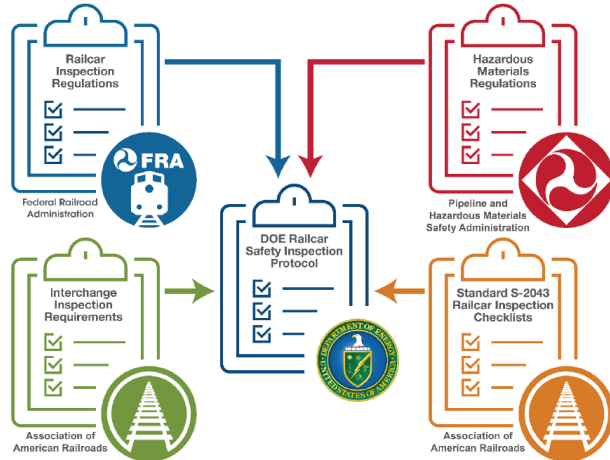 Railcar
Inspection
Regulations
FRA
Federal Railroad
Administration
Hazardous
Materials
Regulations
Pipeline and
Hazardous Materials
Safety Administration
DOE Railcar
Safety Inspection
Protocol
DEPARTMENT OF ENERGY
UNITED STATES OF AMERICA
Interchange
Inspection
Requirements
Association of
American Railroads
Standard S-2043
Railcar Inspection
Checklists
Association of
American Railroads